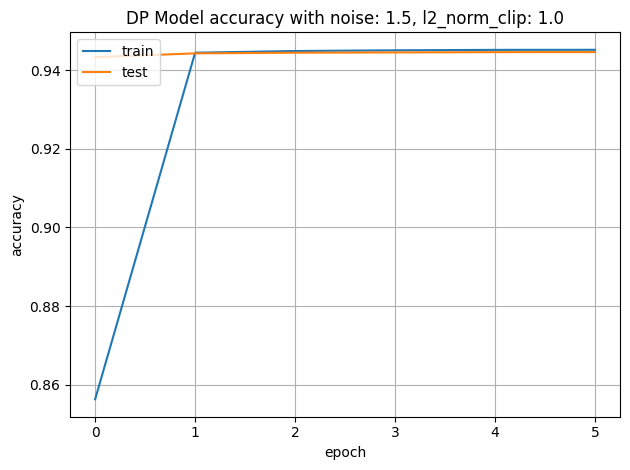 DP Model accuracy with noise: 1.5, l2_norm_clip: 1.0
train
test
0.94
0.92
0.90
0.88
0.86
accuracy
0 1 2 3 4 5
epoch